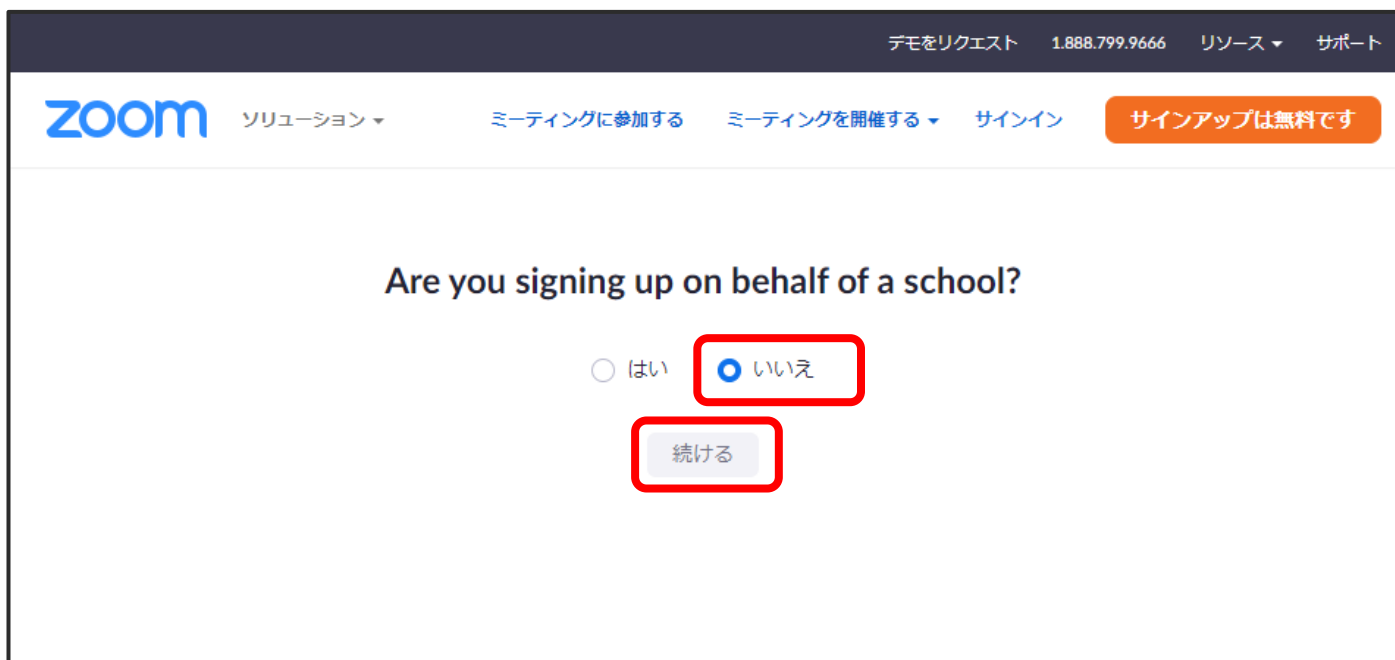 デモをリクエスト 1.888.799.9666 リソース サポート
zoom ソリューション ミーティングに参加する ミーティングを開催する サインイン サインアップは無料です
Are you signing up on behalf of a school?
はい いいえ
続ける